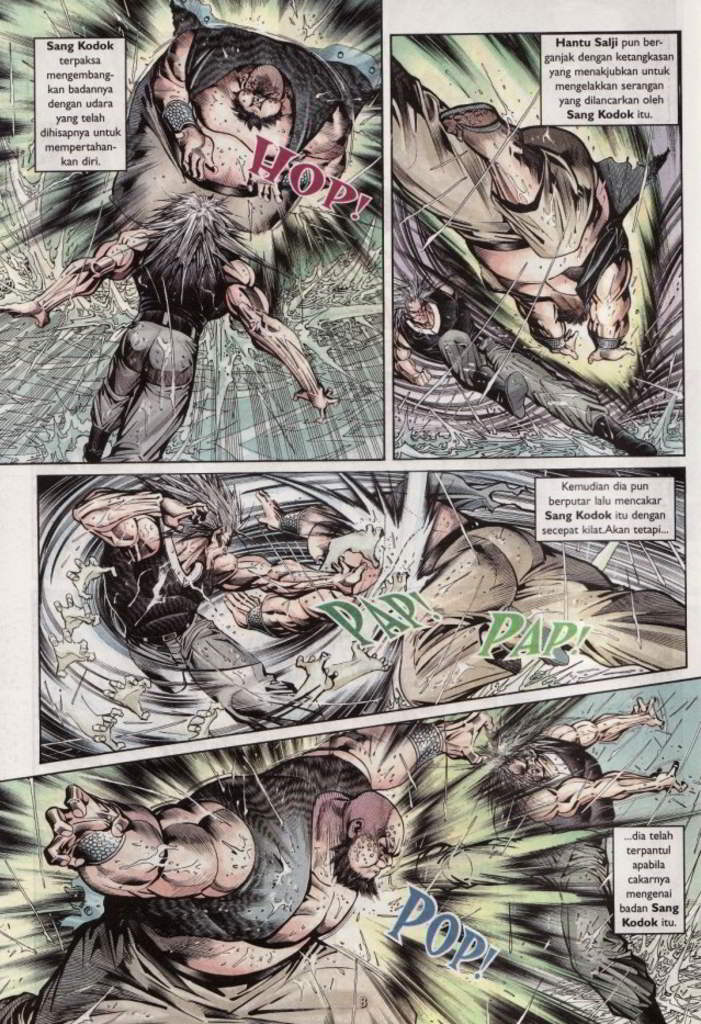 Sang Kodok
terpaksa
mengembang-
kan badannya
dengan udara
yang telah
dihisapnya untuk
mempertahan-
kan diri.
HOP!
Hantu Salji pun ber-
ganjak dengan ketangkasan
yang menakjubkan untuk
mengelakkan serangan
yang dilancarkan oleh
Sang Kodok itu.
Kemudian dia pun
berputar lalu mencakar
Sang Kodok itu dengan
secepat kilat.Akan tetapi...
PAP!
PAP!
...dia telah
terpantul
apabila
cakarnya
mengenai
badan Sang
Kodok itu.
POP!
8